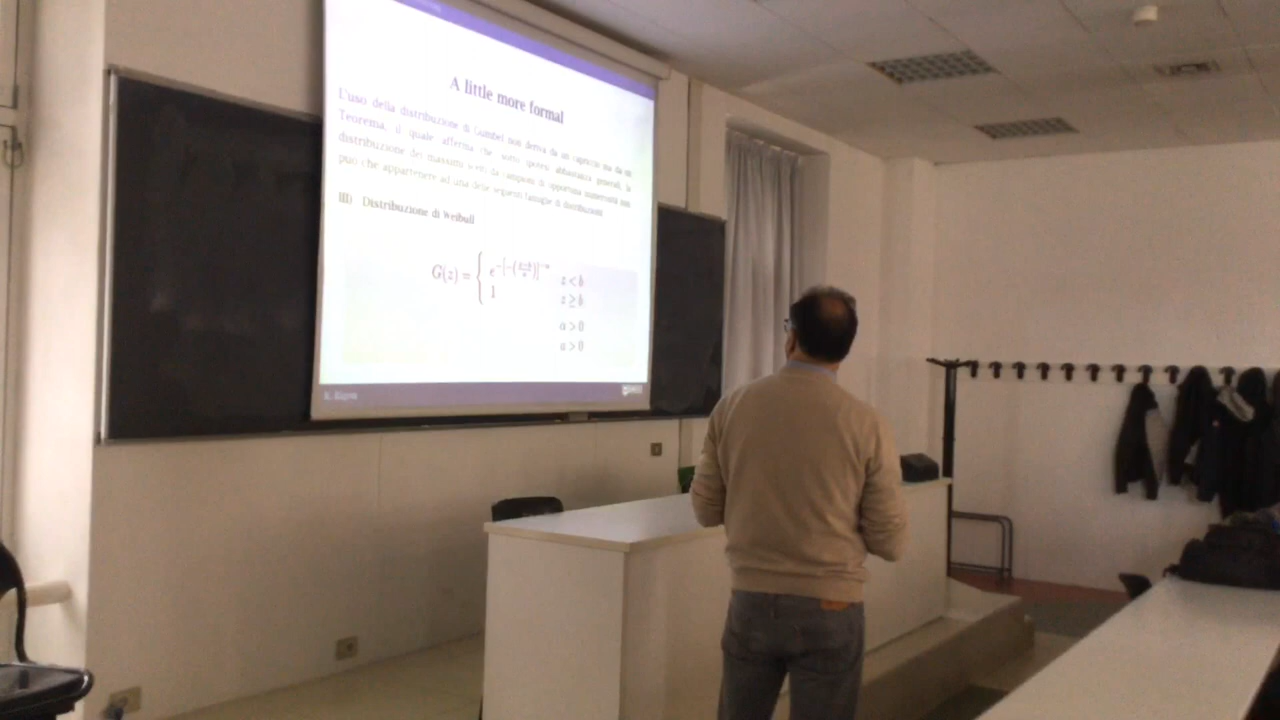 A little more formal
L'uso della distribuzione di Gumbel non deriva da un capriccio ma da un
Teorema, il quale afferma che sotto ipotesi abbastanza generali, la
distribuzione dei massimi scelti da campioni di opportuna numerosità non
può che appartenere ad una delle seguenti famiglie di distribuzioni
III) Distribuzione di Weibull
G(z) = { e^{-[-((z-b)/a)]^{-α}} z < b
1 z ≥ b
α > 0
a > 0